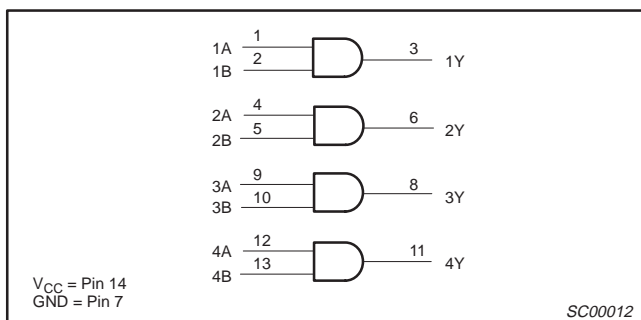 1A 1 3 1Y
1B 2
2A 4 6 2Y
2B 5
3A 9 8 3Y
3B 10
4A 12 11 4Y
4B 13
VCC = Pin 14
GND = Pin 7
SC00012